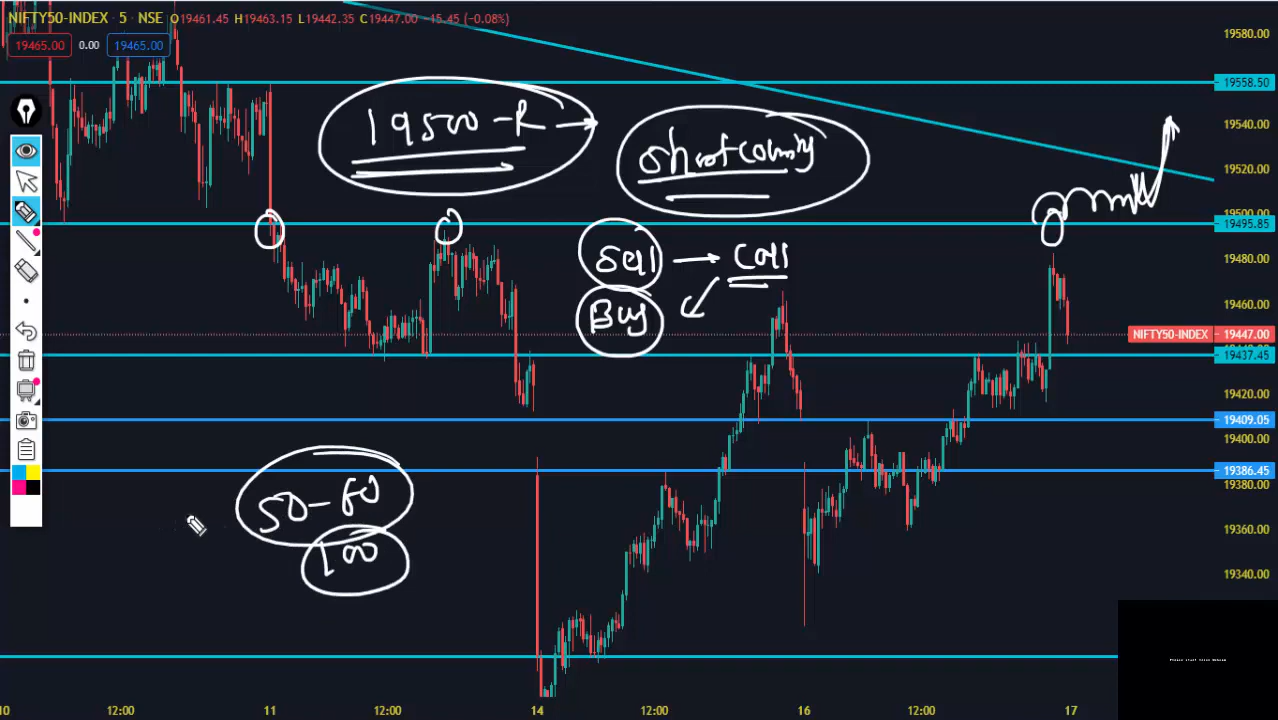 NIFTY50-INDEX · 5 · NSE O19461.45 H19463.15 L19442.35 C19447.00 -15.45 (-0.08%)
19465.00 0.00 19465.00
19580.00
19558.50
19540.00
19520.00
19500.00
19495.85
19480.00
19460.00
NIFTY50-INDEX 19447.00
19437.45
19420.00
19409.05
19400.00
19386.45
19380.00
19360.00
19340.00
19500-R
Sell → Call
Buy
50-60
100
10 12:00 11 12:00 14 12:00 16 12:00 17